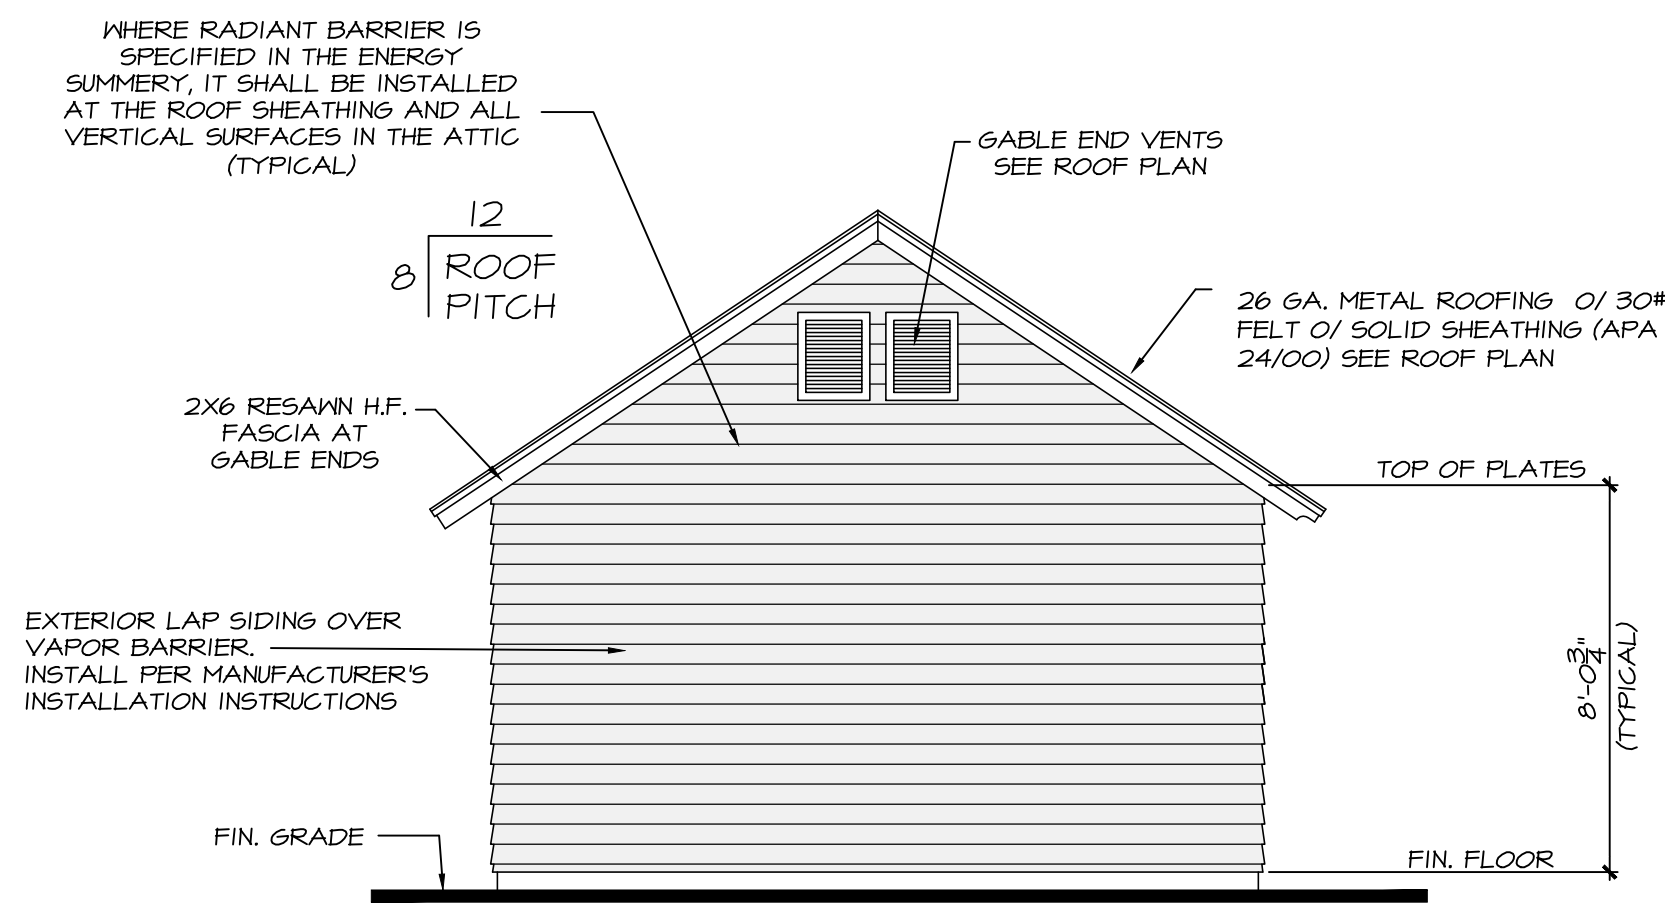 WHERE RADIANT BARRIER IS
SPECIFIED IN THE ENERGY
SUMMERY, IT SHALL BE INSTALLED
AT THE ROOF SHEATHING AND ALL
VERTICAL SURFACES IN THE ATTIC
(TYPICAL)
GABLE END VENTS
SEE ROOF PLAN
12
8
ROOF
PITCH
26 GA. METAL ROOFING O/ 30#
FELT O/ SOLID SHEATHING (APA
24/00) SEE ROOF PLAN
2X6 RESAWN H.F.
FASCIA AT
GABLE ENDS
TOP OF PLATES
EXTERIOR LAP SIDING OVER
VAPOR BARRIER.
INSTALL PER MANUFACTURER'S
INSTALLATION INSTRUCTIONS
8'-0 3/4"
(TYPICAL)
FIN. GRADE
FIN. FLOOR